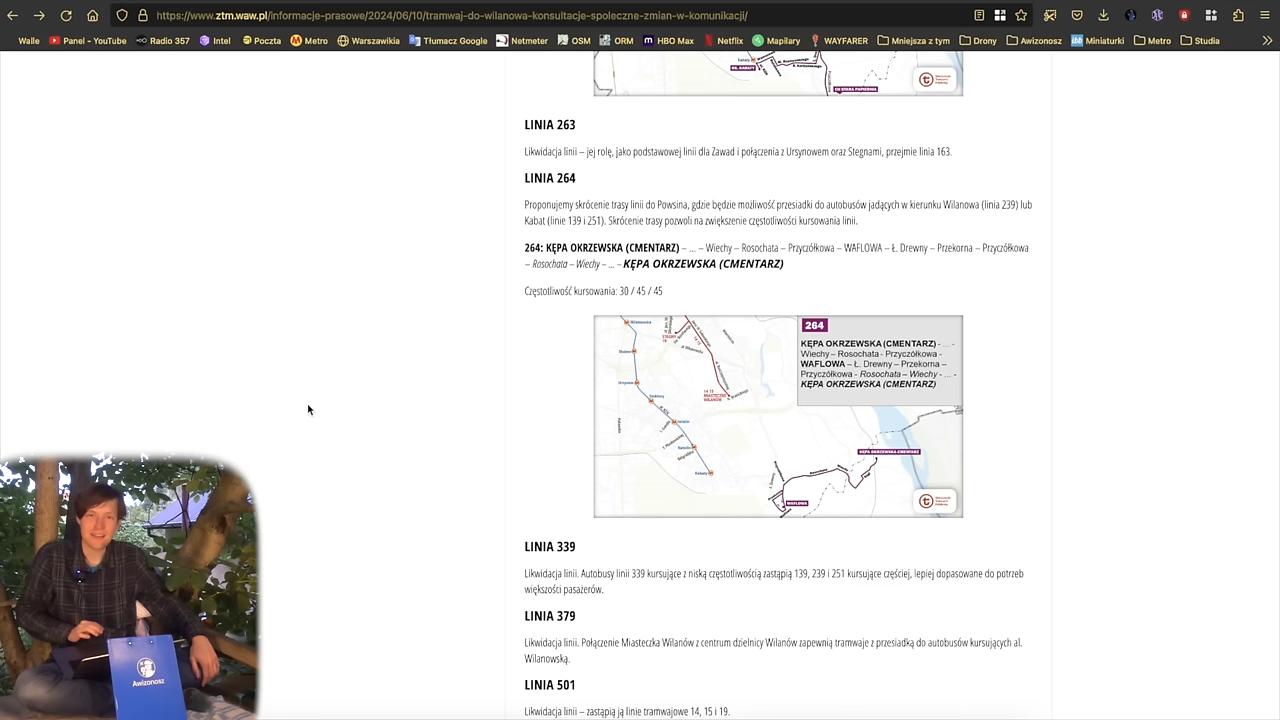 https://www.ztm.waw.pl/informacje-prasowe/2024/06/10/tramwaj-do-wilanowa-konsultacje-spoleczne-zmian-w-komunikacji/
Walle Panel - YouTube Radio 357 Intel Poczta Metro Warszawikia Tłumacz Google Netmeter OSM ORM HBO Max Netflix Mapilary WAYFARER Mniejsza z tym Drony Awizonosz Miniaturki Metro Studia
LINIA 263
Likwidacja linii – jej rolę, jako podstawowej linii dla Zawad i połączenia z Ursynowem oraz Stegnami, przejmie linia 163.
LINIA 264
Proponujemy skrócenie trasy linii do Powsina, gdzie będzie możliwość przesiadki do autobusów jadących w kierunku Wilanowa (linia 239) lub
Kabat (linie 139 i 251). Skrócenie trasy pozwoli na zwiększenie częstotliwości kursowania linii.
264: KĘPA OKRZEWSKA (CMENTARZ) – ... – Wiechy – Rosochata – Przyczółkowa – WAFLOWA – Ł. Drewny – Przekorna – Przyczółkowa
– Rosochata – Wiechy – ... – KĘPA OKRZEWSKA (CMENTARZ)
Częstotliwość kursowania: 30 / 45 / 45
264
KĘPA OKRZEWSKA (CMENTARZ) - ... -
Wiechy – Rosochata - Przyczółkowa -
WAFLOWA – Ł. Drewny – Przekorna –
Przyczółkowa - Rosochata – Wiechy - ... -
KĘPA OKRZEWSKA (CMENTARZ)
14 19
MIASTECZKO
WILANÓW
KĘPA OKRZEWSKA-CMENTARZ
WAFLOWA
LINIA 339
Likwidacja linii. Autobusy linii 339 kursujące z niską częstotliwością zastąpią 139, 239 i 251 kursujące częściej, lepiej dopasowane do potrzeb
większości pasażerów.
LINIA 379
Likwidacja linii. Połączenie Miasteczka Wilanów z centrum dzielnicy Wilanów zapewnią tramwaje z przesiadką do autobusów kursujących al.
Wilanowską.
LINIA 501
Likwidacja linii – zastąpią ją linie tramwajowe 14, 15 i 19.
Awizonosz